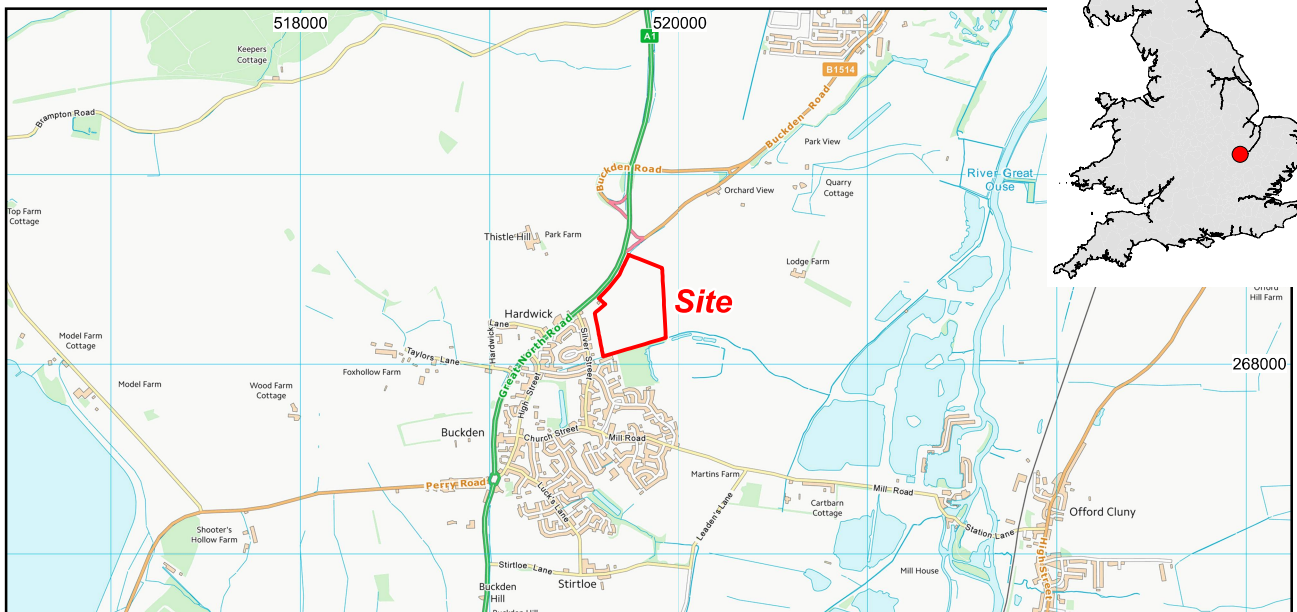 518000
520000
A1
Keepers
Cottage
B1514
Brampton Road
Buckden Road
Park View
Buckden Road
River Great
Ouse
Orchard View
Quarry
Cottage
Top Farm
Cottage
Thistle Hill
Park Farm
Lodge Farm
Site
Offord
Hill Farm
Hardwick
Hardwick
Lane
Great North Road
Silver Street
Model Farm
Cottage
Taylors Lane
268000
Foxhollow Farm
Model Farm
Wood Farm
Cottage
High Street
Buckden
Church Street
Mill Road
Martins Farm
Perry Road
Luck's Lane
Leaden's Lane
Mill Road
Cartbarn
Cottage
Offord Cluny
Shooter's
Hollow Farm
Station Lane
High Street
Stirtloe Lane
Stirtloe
Mill House
Buckden
Hill